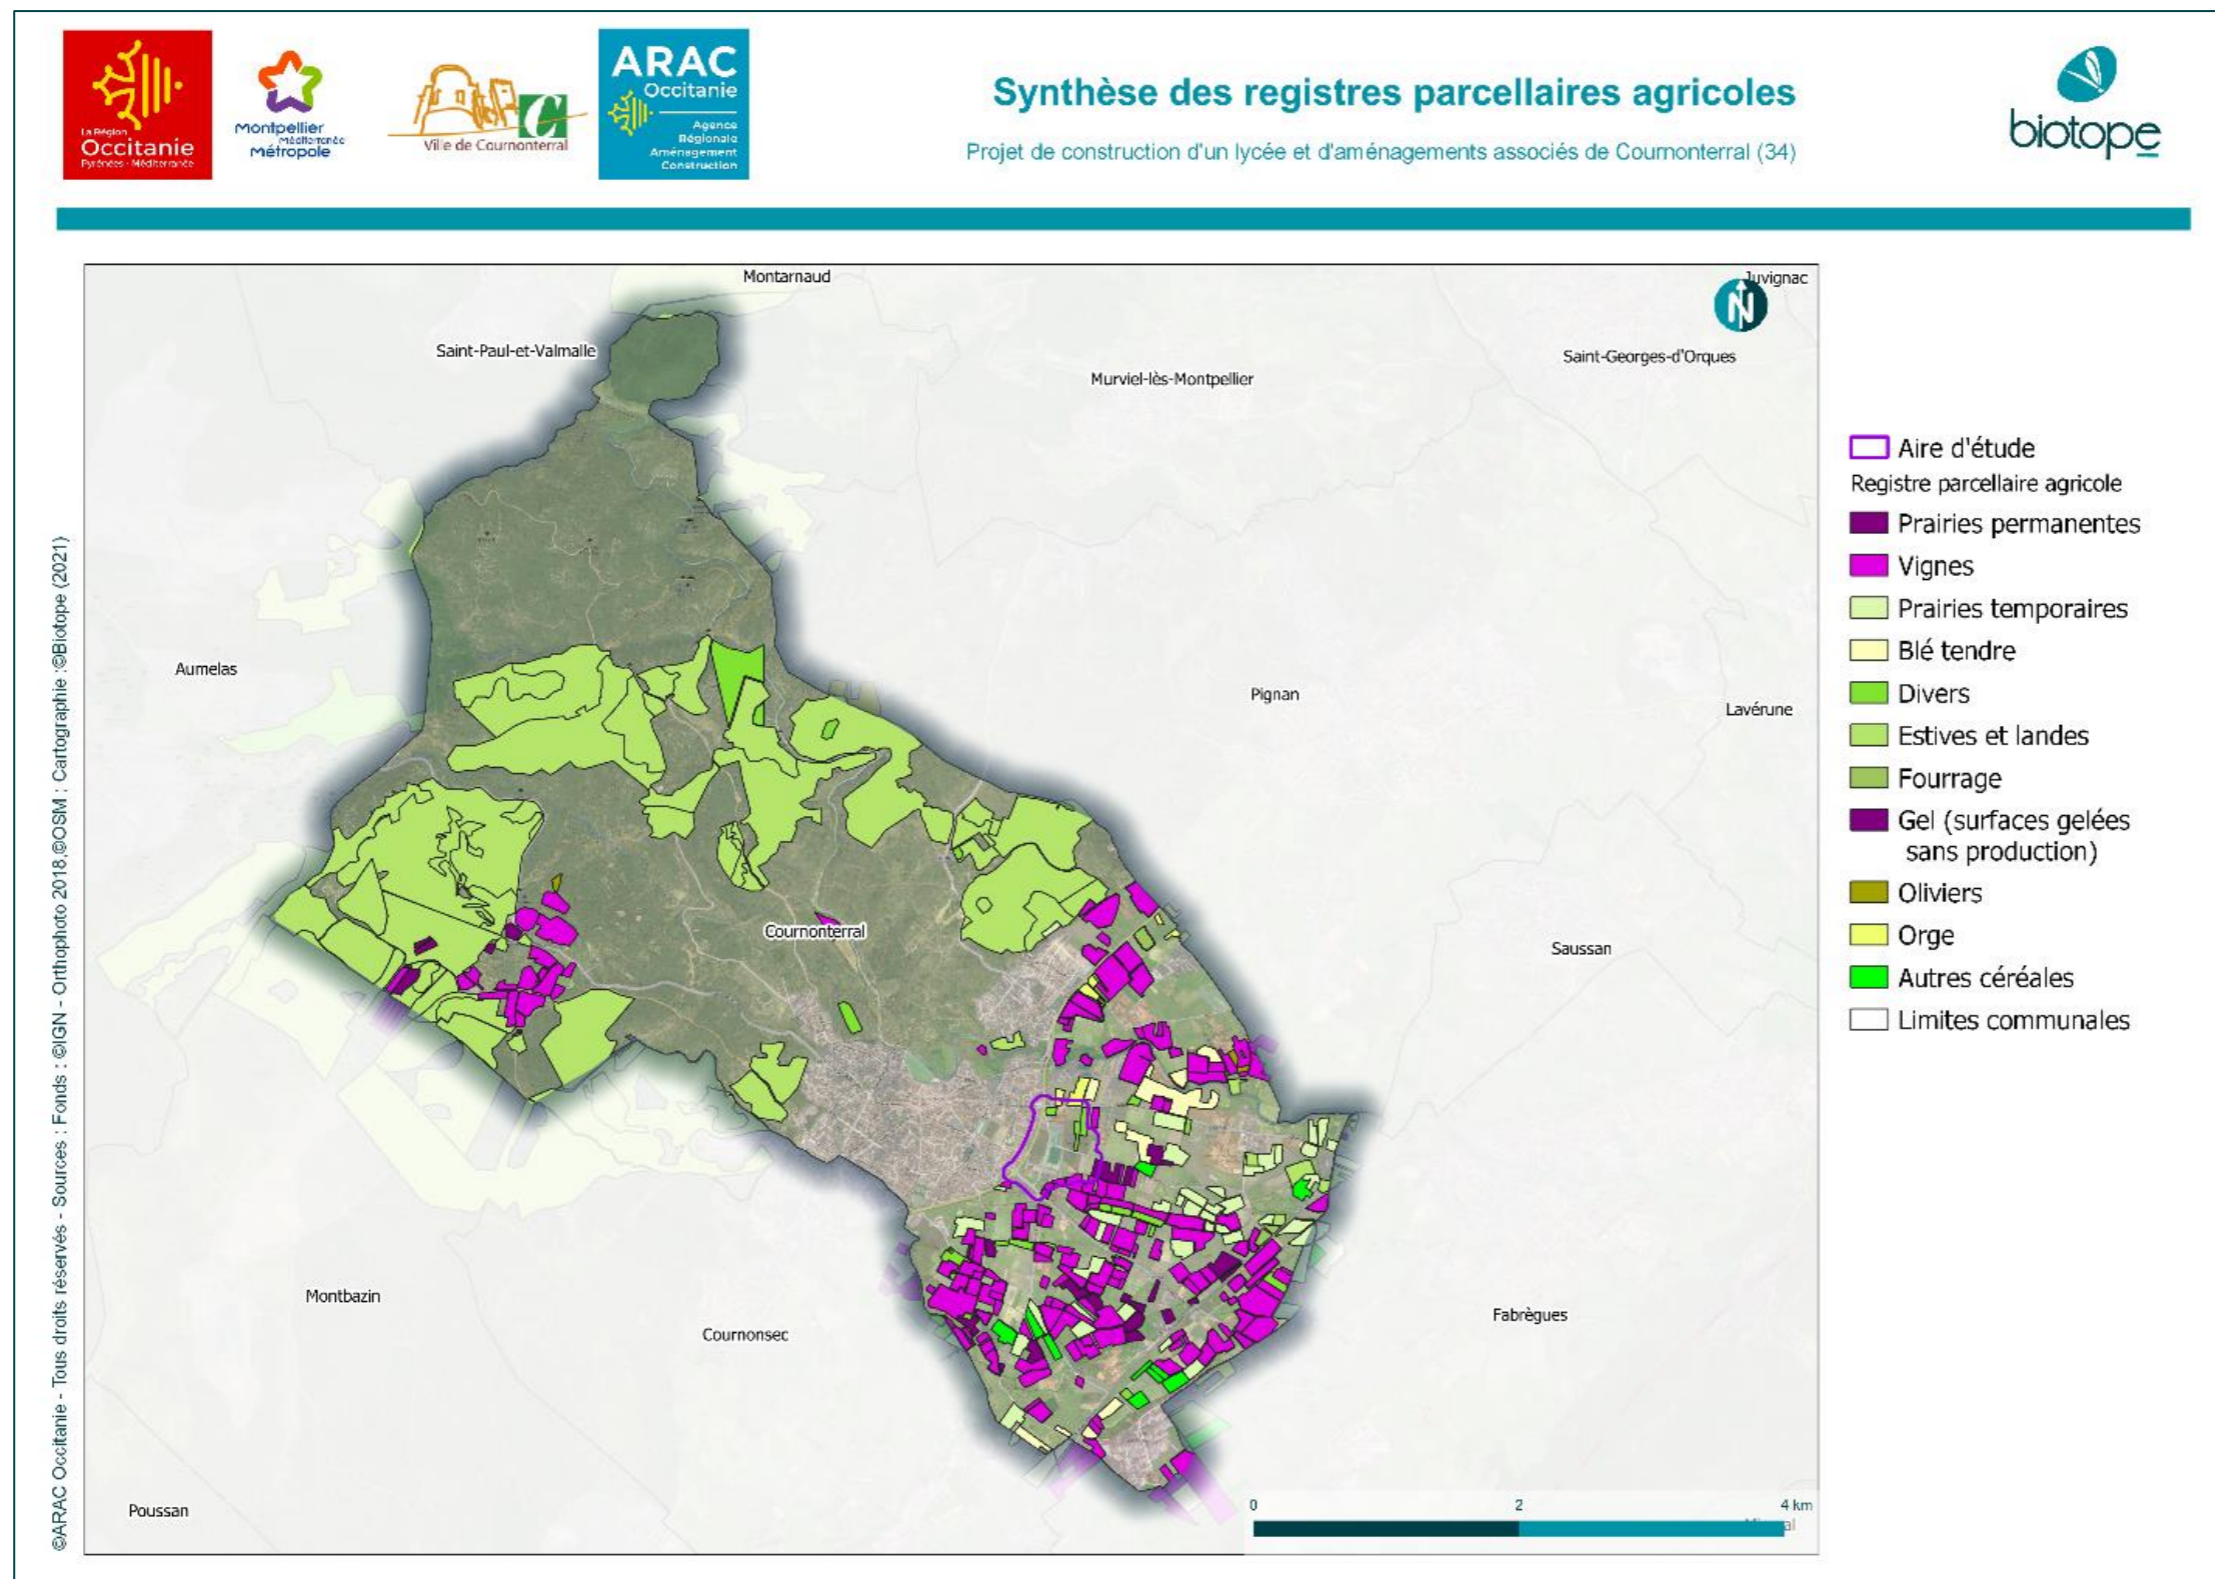 La Région
Occitanie
Pyrénées - Méditerranée
Montpellier
Méditerranée
métropole
Ville de Cournonterral
C
ARAC
Occitanie
Agence
Régionale
Aménagement
Construction
Synthèse des registres parcellaires agricoles
Projet de construction d'un lycée et d'aménagements associés de Cournonterral (34)
biotope
Montarnaud
Juvignac
N
Saint-Paul-et-Valmalle
Saint-Georges-d'Orques
Murviel-lès-Montpellier
Aumelas
Pignan
Lavérune
Cournonterral
Saussan
Montbazin
Cournonsec
Fabrègues
Poussan
0 2 4 km
Aire d'étude
Registre parcellaire agricole
Prairies permanentes
Vignes
Prairies temporaires
Blé tendre
Divers
Estives et landes
Fourrage
Gel (surfaces gelées
sans production)
Oliviers
Orge
Autres céréales
Limites communales
©ARAC Occitanie - Tous droits réservés - Sources : Fonds : ©IGN - Orthophoto 2018,©OSM ; Cartographie :©Biotope (2021)